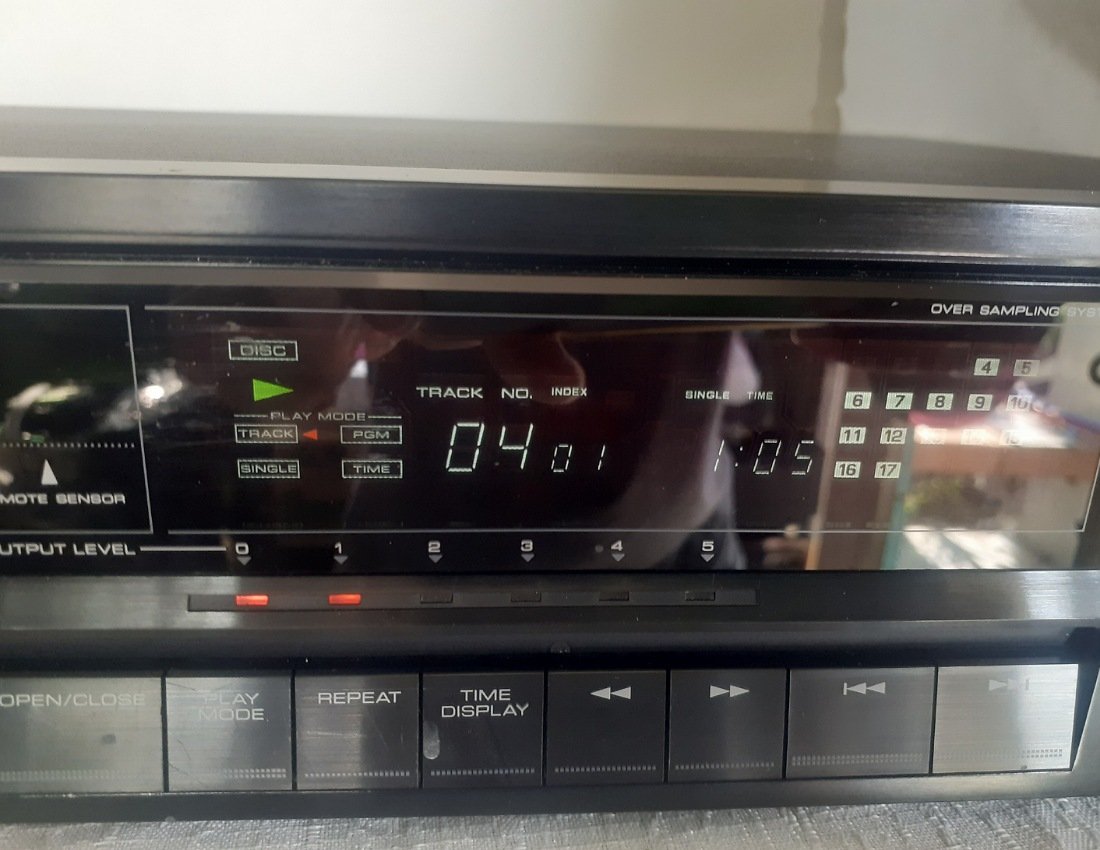 OVER SAMPLING SYST
DISC
4 5
TRACK NO. INDEX
SINGLE TIME
6 7 8 9 10
PLAY MODE
TRACK PGM
04 01
1:05
11 12
SINGLE TIME
16 17
MOTE SENSOR
UTPUT LEVEL
0 1 2 3 4 5
OPEN/CLOSE
PLAY
MODE
REPEAT
TIME
DISPLAY